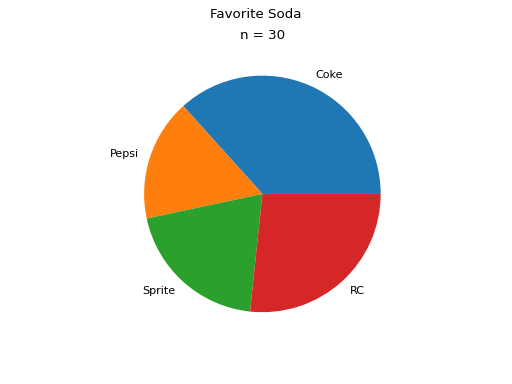 Favorite Soda
n = 30
Coke
Pepsi
Sprite
RC